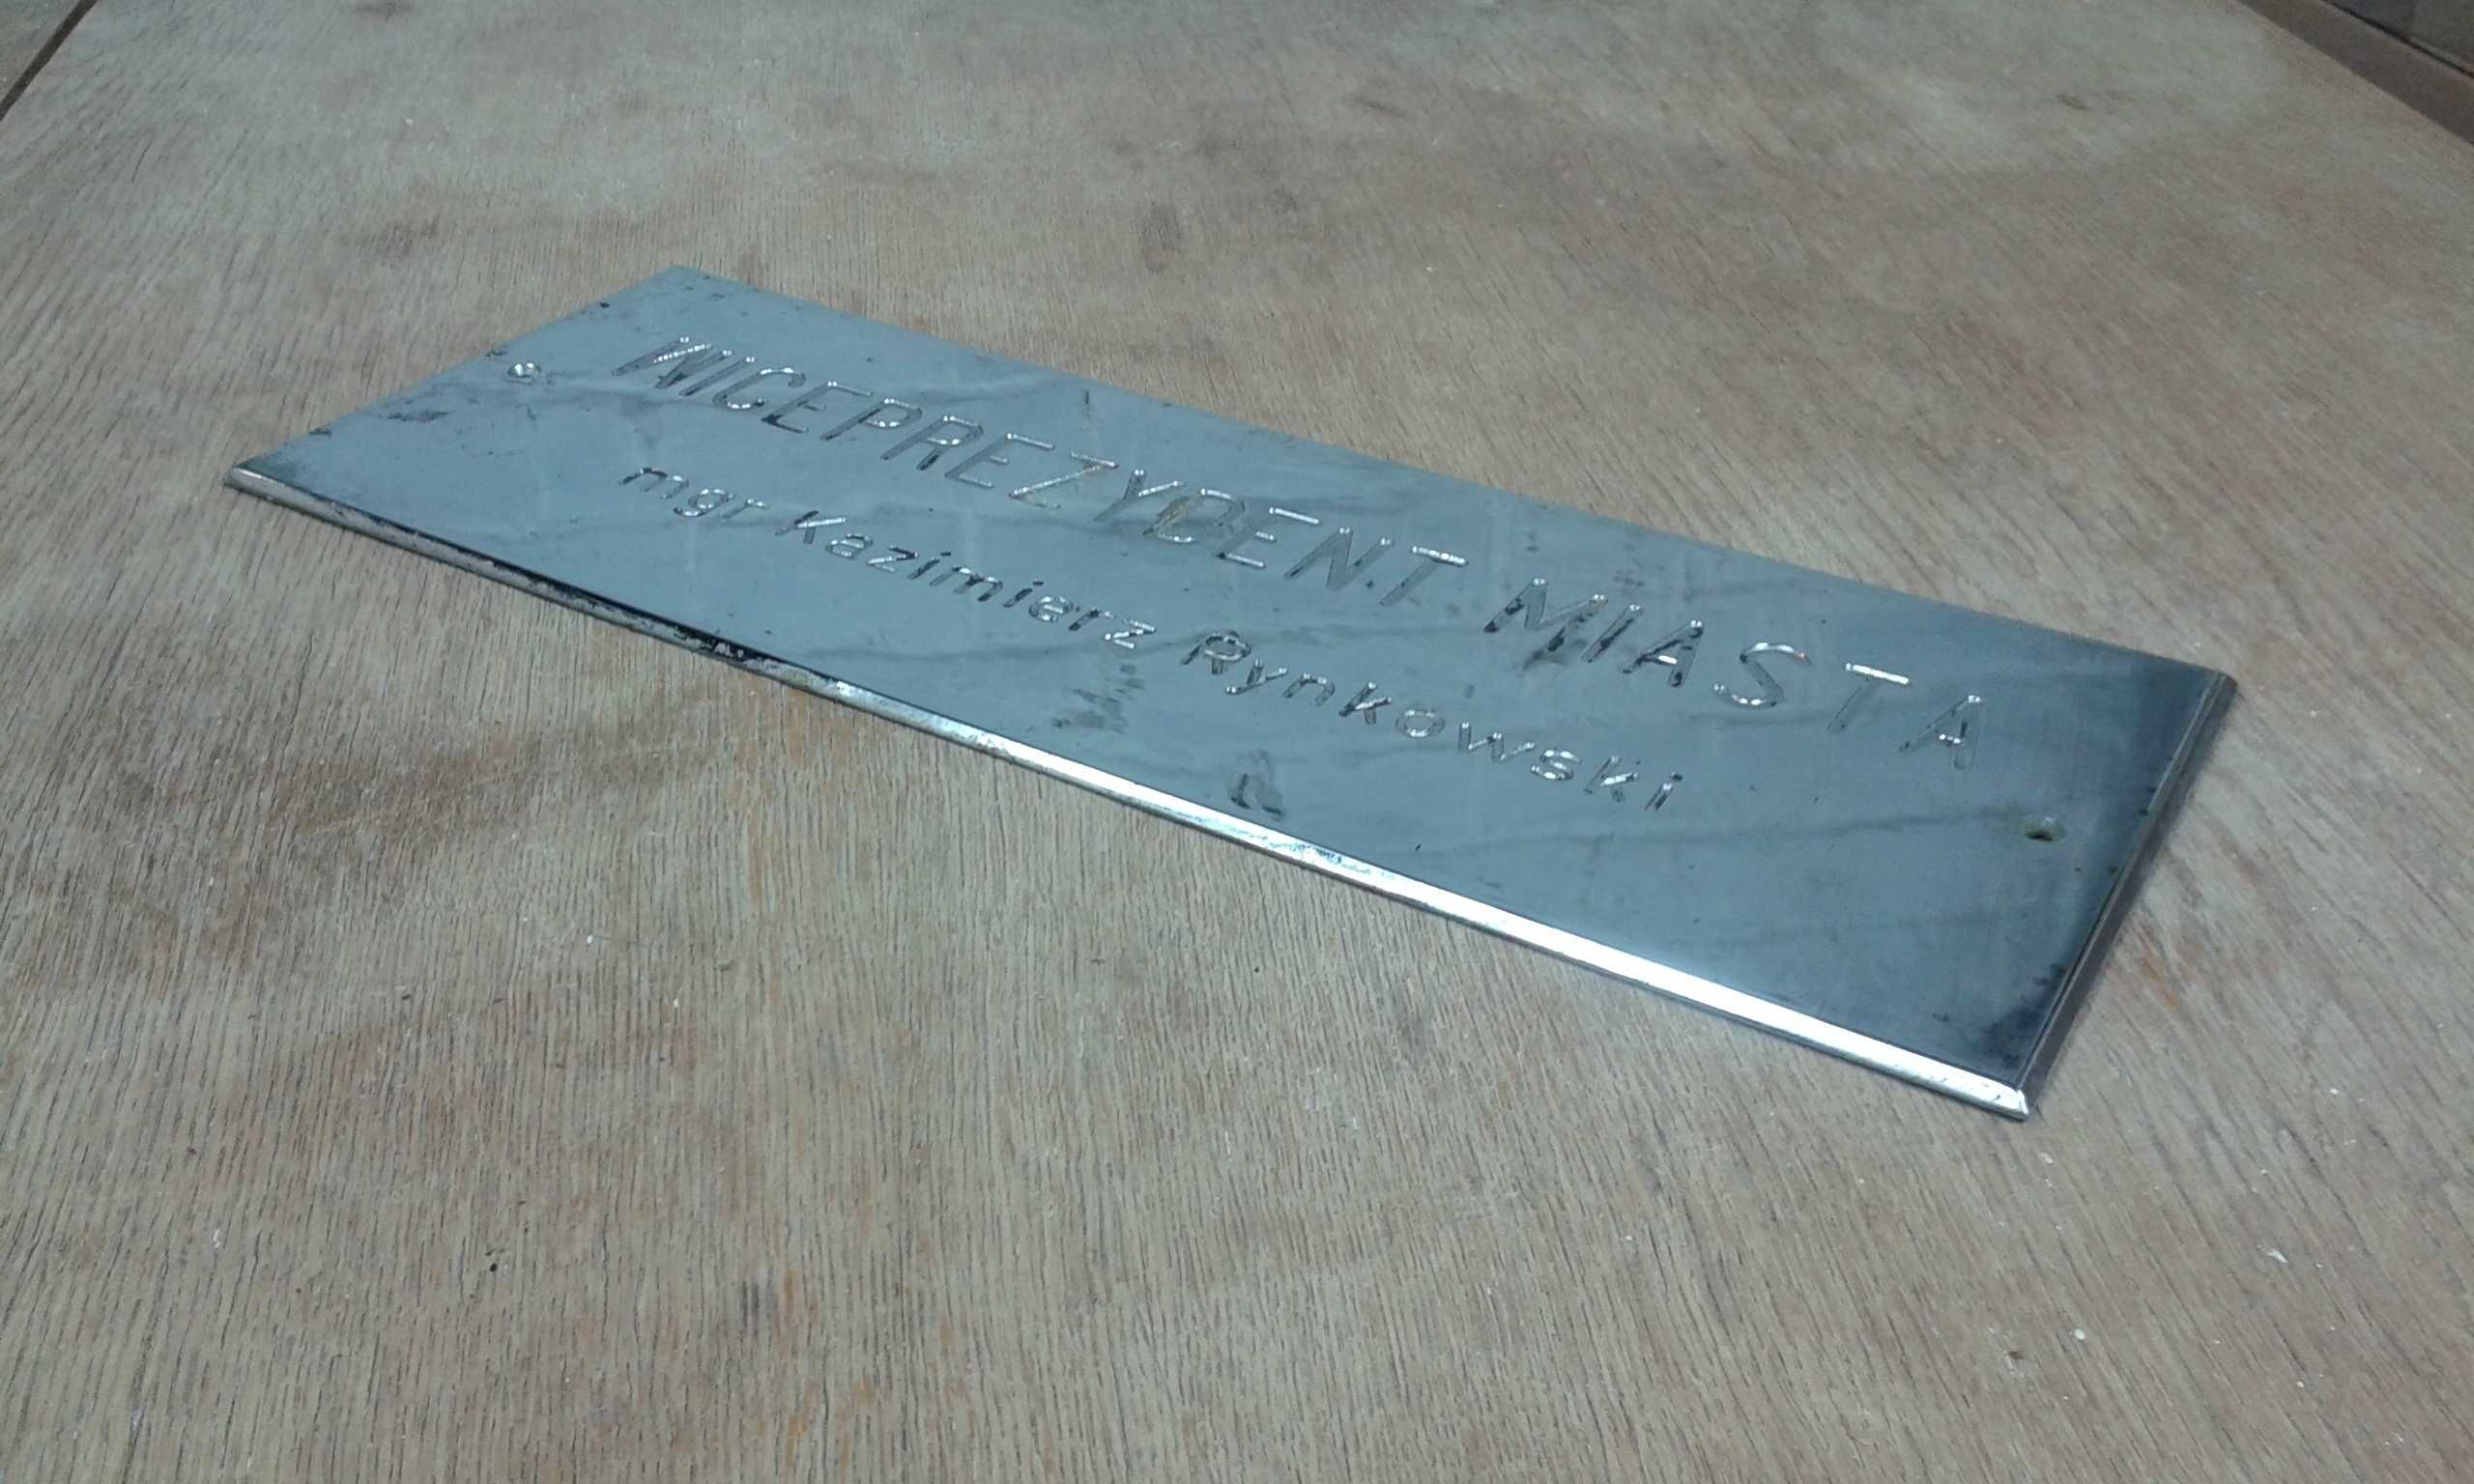 WICEPREZYDENT MIASTA
mgr Kazimierz Rynkowski